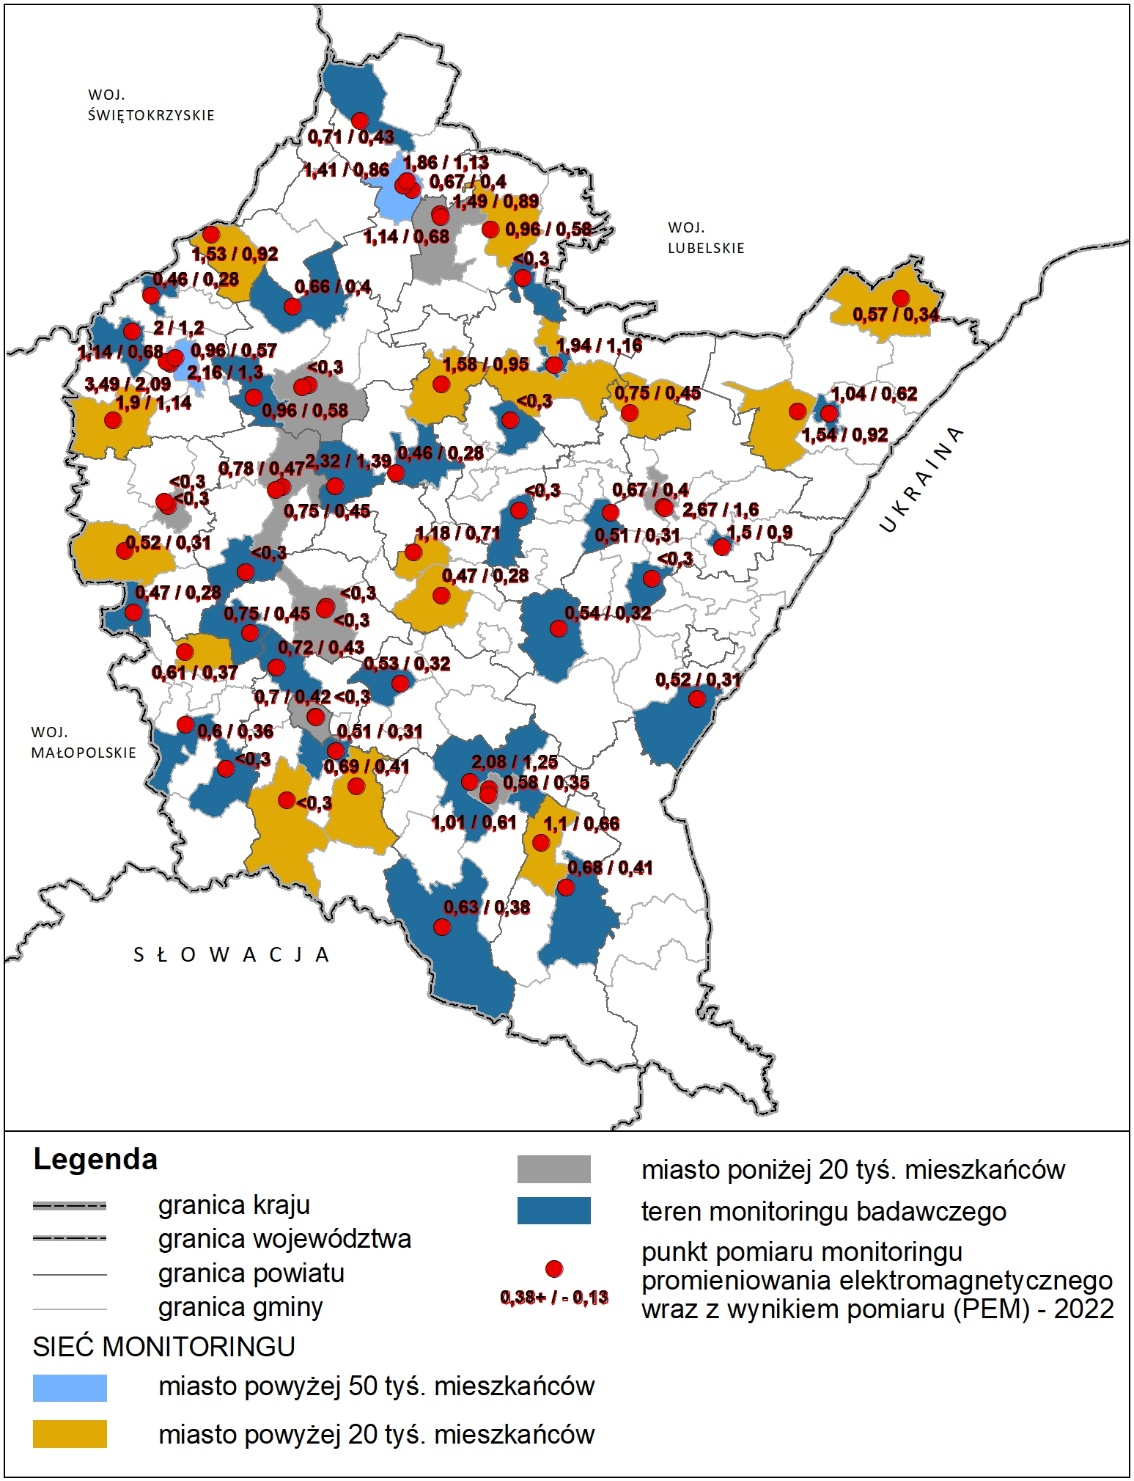 WOJ.
ŚWIĘTOKRZYSKIE
0,71 / 0,43
1,41 / 0,86
1,86 / 1,13
0,67 / 0,4
1,49 / 0,89
1,14 / 0,68
0,96 / 0,58
WOJ.
LUBELSKIE
1,53 / 0,92
<0,3
0,46 / 0,28
0,66 / 0,4
0,57 / 0,34
2 / 1,2
1,14 / 0,68
0,96 / 0,57
1,94 / 1,16
2,16 / 1,3
<0,3
1,58 / 0,95
3,49 / 2,09
1,9 / 1,14
0,96 / 0,58
<0,3
0,75 / 0,45
1,04 / 0,62
1,54 / 0,92
UKRAINA
0,78 / 0,47
2,32 / 1,39
0,46 / 0,28
<0,3
<0,3
0,75 / 0,45
<0,3
0,67 / 0,4
2,67 / 1,6
0,52 / 0,31
<0,3
1,18 / 0,71
0,51 / 0,31
1,5 / 0,9
<0,3
0,47 / 0,28
0,47 / 0,28
<0,3
<0,3
0,75 / 0,45
0,54 / 0,32
0,72 / 0,43
0,61 / 0,37
0,53 / 0,32
0,52 / 0,31
0,7 / 0,42
<0,3
WOJ.
MAŁOPOLSKIE
0,6 / 0,36
0,51 / 0,31
<0,3
0,69 / 0,41
2,08 / 1,25
0,58 / 0,35
<0,3
1,01 / 0,61
1,1 / 0,66
0,68 / 0,41
0,63 / 0,38
SŁOWACJA
Legenda
granica kraju
granica województwa
granica powiatu
granica gminy
SIEĆ MONITORINGU
miasto powyżej 50 tyś. mieszkańców
miasto powyżej 20 tyś. mieszkańców
miasto poniżej 20 tyś. mieszkańców
teren monitoringu badawczego
punkt pomiaru monitoringu
promieniowania elektromagnetycznego
wraz z wynikiem pomiaru (PEM) - 2022
0,38+ / - 0,13